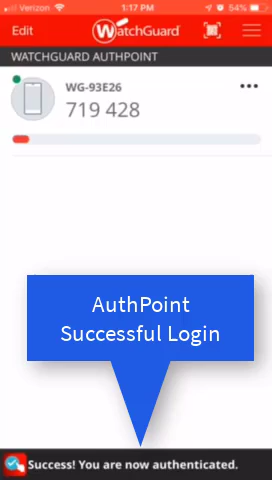 Verizon 1:17 PM 54%
Edit WatchGuard
WATCHGUARD AUTHPOINT
WG-93E26
719 428
AuthPoint
Successful Login
Success! You are now authenticated.